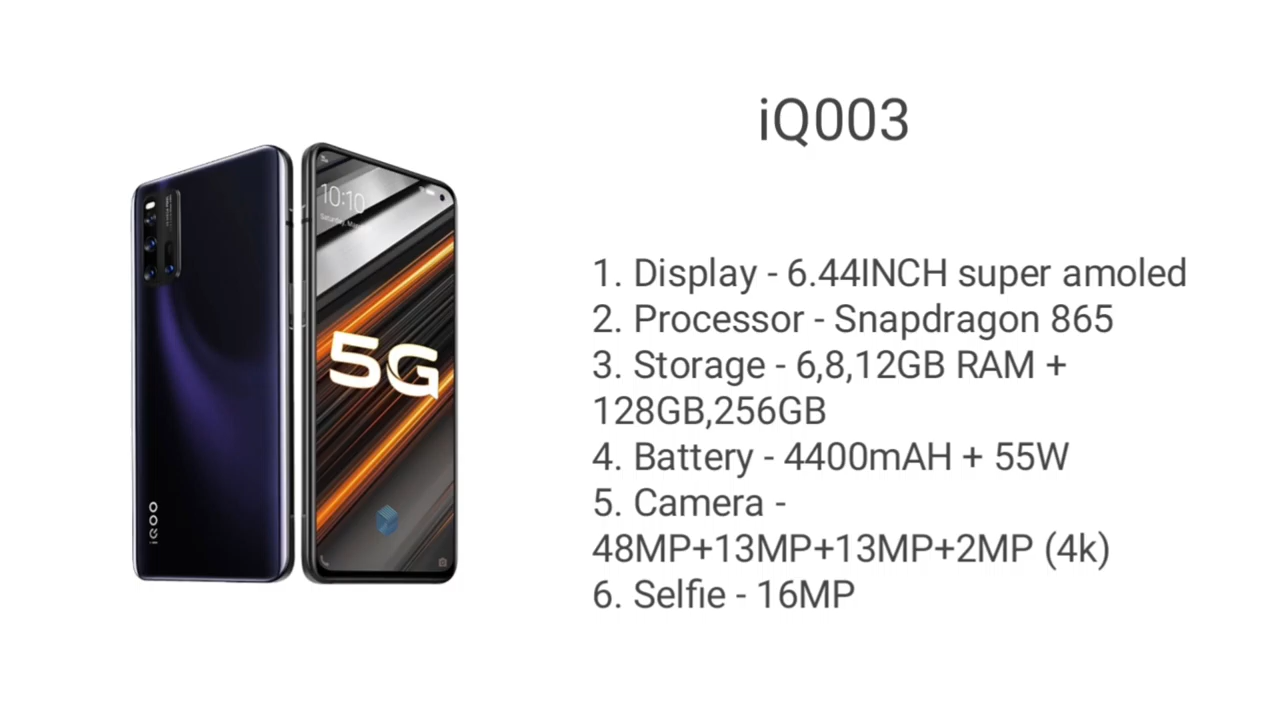 iQ003
10:10
5G
iQOO
1. Display - 6.44INCH super amoled
2. Processor - Snapdragon 865
3. Storage - 6,8,12GB RAM +
128GB,256GB
4. Battery - 4400mAH + 55W
5. Camera -
48MP+13MP+13MP+2MP (4k)
6. Selfie - 16MP